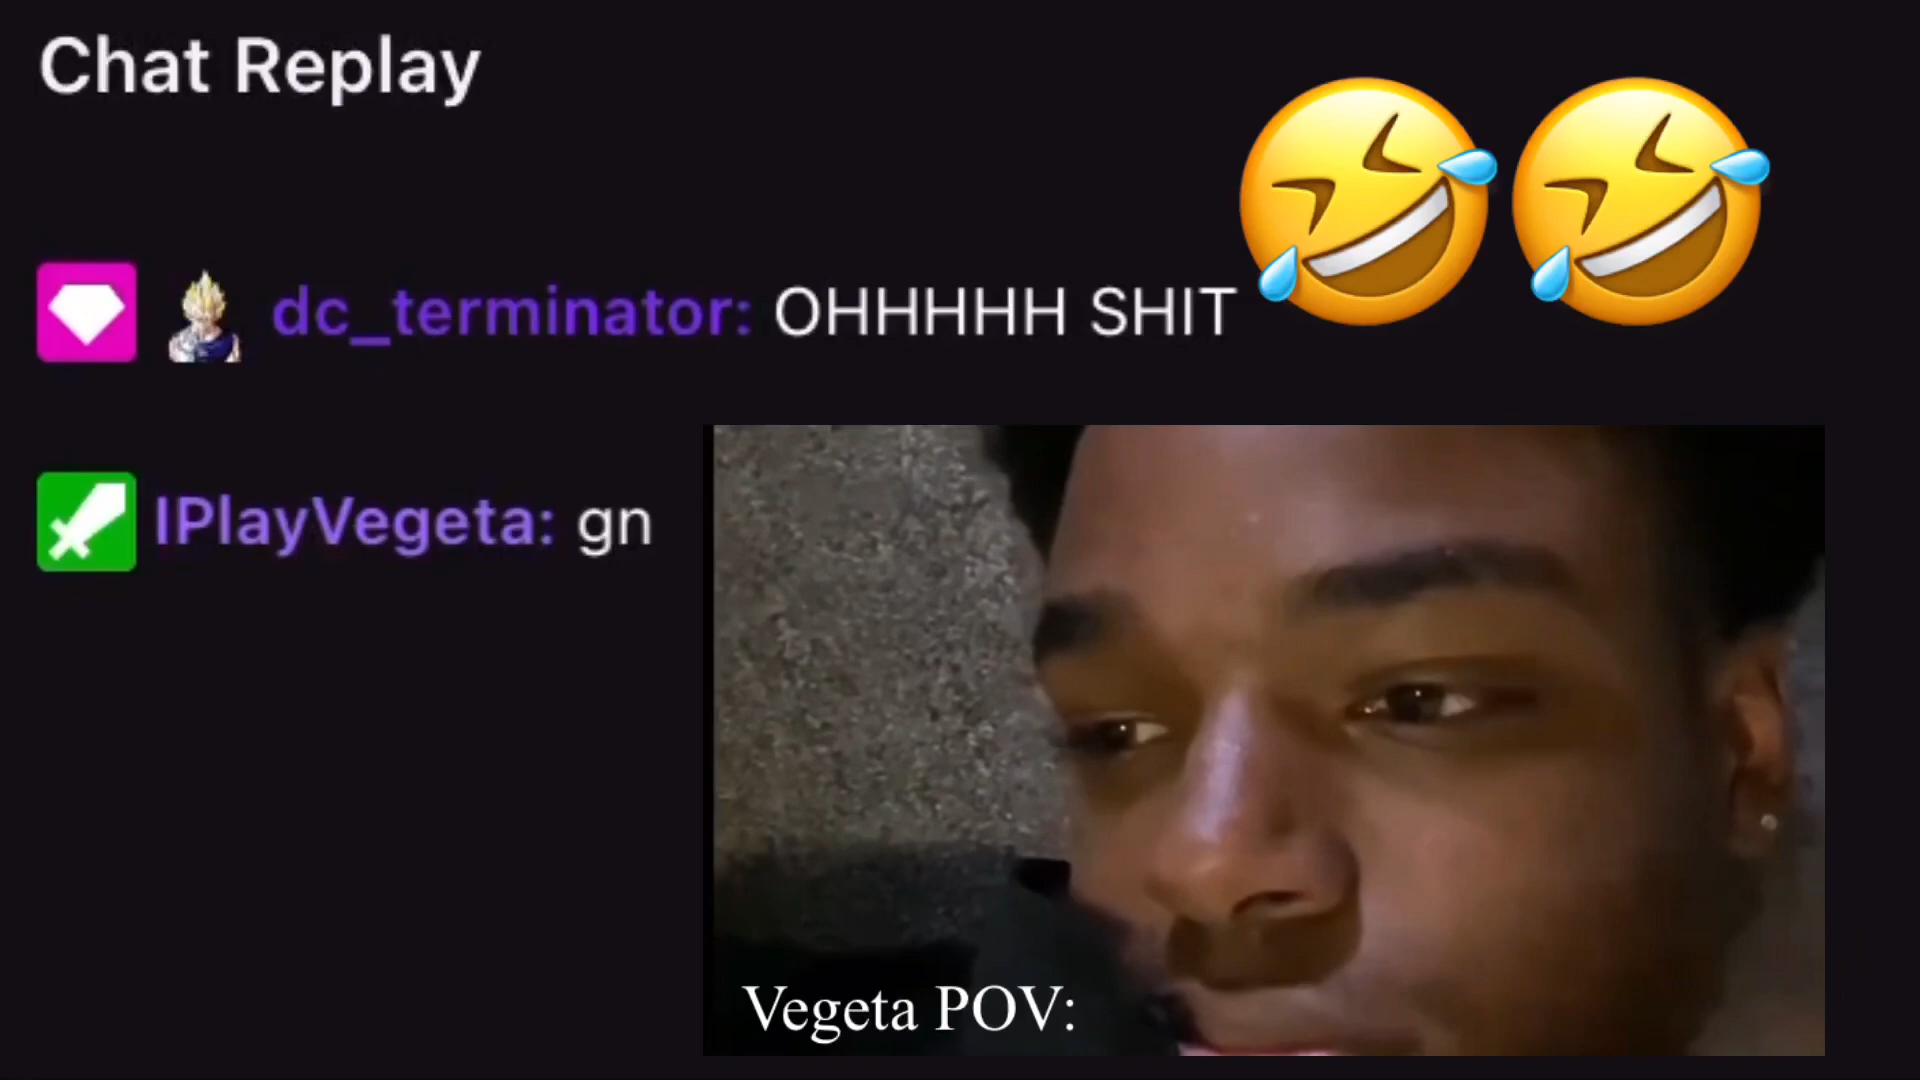 Chat Replay
dc_terminator: OHHHHH SHIT
IPlayVegeta: gn
Vegeta POV: